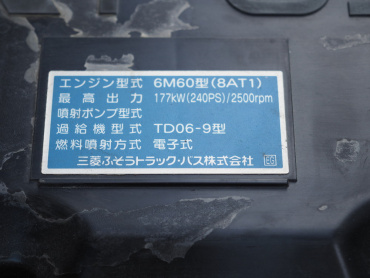 エンジン型式 6M60型(8AT1)
最高出力 177kW(240PS)/2500rpm
噴射ポンプ型式
過給機型式 TD06-9型
燃料噴射方式 電子式
三菱ふそうトラック・バス株式会社